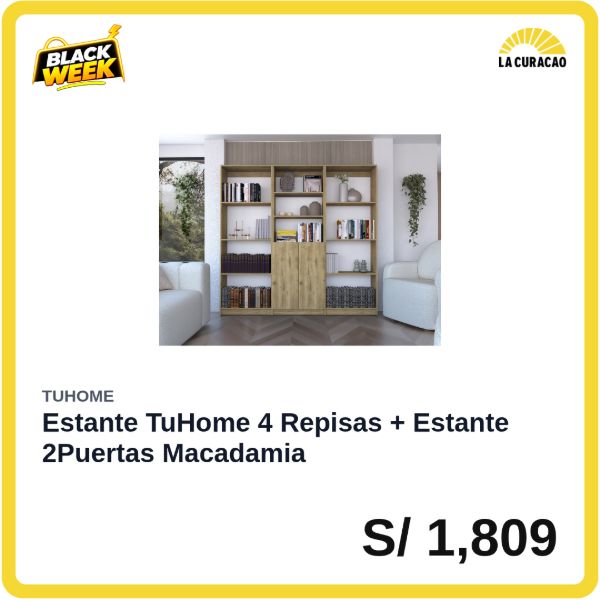 BLACK
WEEK
LA CURACAO
TUHOME
Estante TuHome 4 Repisas + Estante
2Puertas Macadamia
S/ 1,809